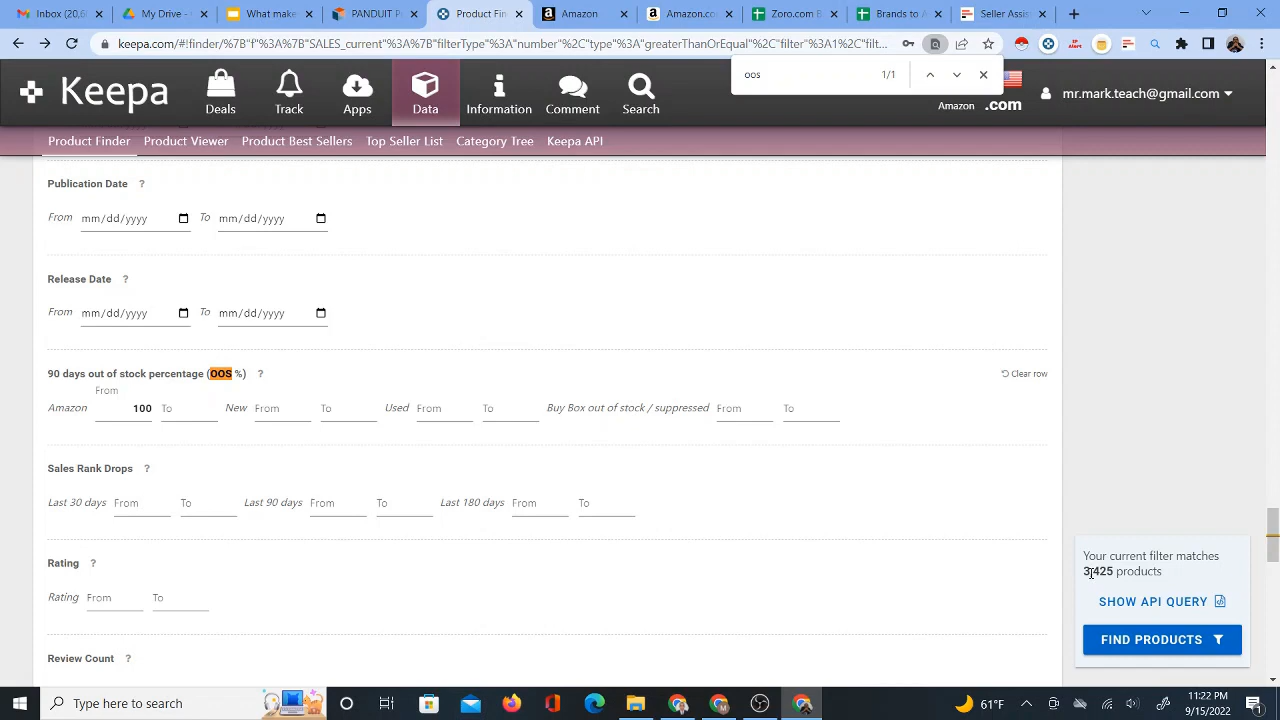 Inbox (20,
My Drive -
What make
PANDUIT P
Product Fin
Amazon.co
Amazon.co
Zoro.com B
Brands to A
Seller Assis
keepa.com/#!finder/%7B"f"%3A%7B"SALES_current"%3A%7B"filterType"%3A"number"%2C"type"%3A"greaterThanOrEqual"%2C"filter"%3A1%2C"filt...
oos 1/1
Keepa
Deals Track Apps Data Information Comment Search
Amazon .com
mr.mark.teach@gmail.com
Product Finder Product Viewer Product Best Sellers Top Seller List Category Tree Keepa API
Publication Date ?
From mm/dd/yyyy To mm/dd/yyyy
Release Date ?
From mm/dd/yyyy To mm/dd/yyyy
90 days out of stock percentage (OOS %) ?
Clear row
From
Amazon 100 To New From To Used From To Buy Box out of stock / suppressed From To
Sales Rank Drops ?
Last 30 days From To Last 90 days From To Last 180 days From To
Rating ?
Your current filter matches
3,425 products
Rating From To
SHOW API QUERY
FIND PRODUCTS
Review Count ?
Type here to search
11:22 PM
9/15/2022